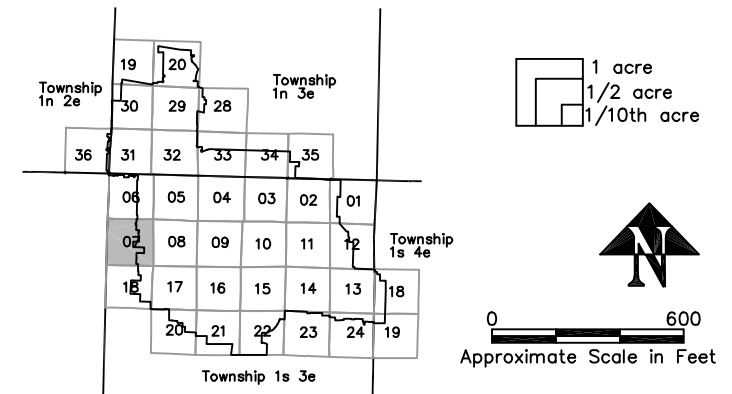 19 20
Township
1n 2e
Township
1n 3e
30 29 28
36 31 32 33 34 35
06 05 04 03 02 01
07 08 09 10 11 12
Township
1s 4e
18 17 16 15 14 13 18
20 21 22 23 24 19
Township 1s 3e
1 acre
1/2 acre
1/10th acre
N
0 600
Approximate Scale in Feet